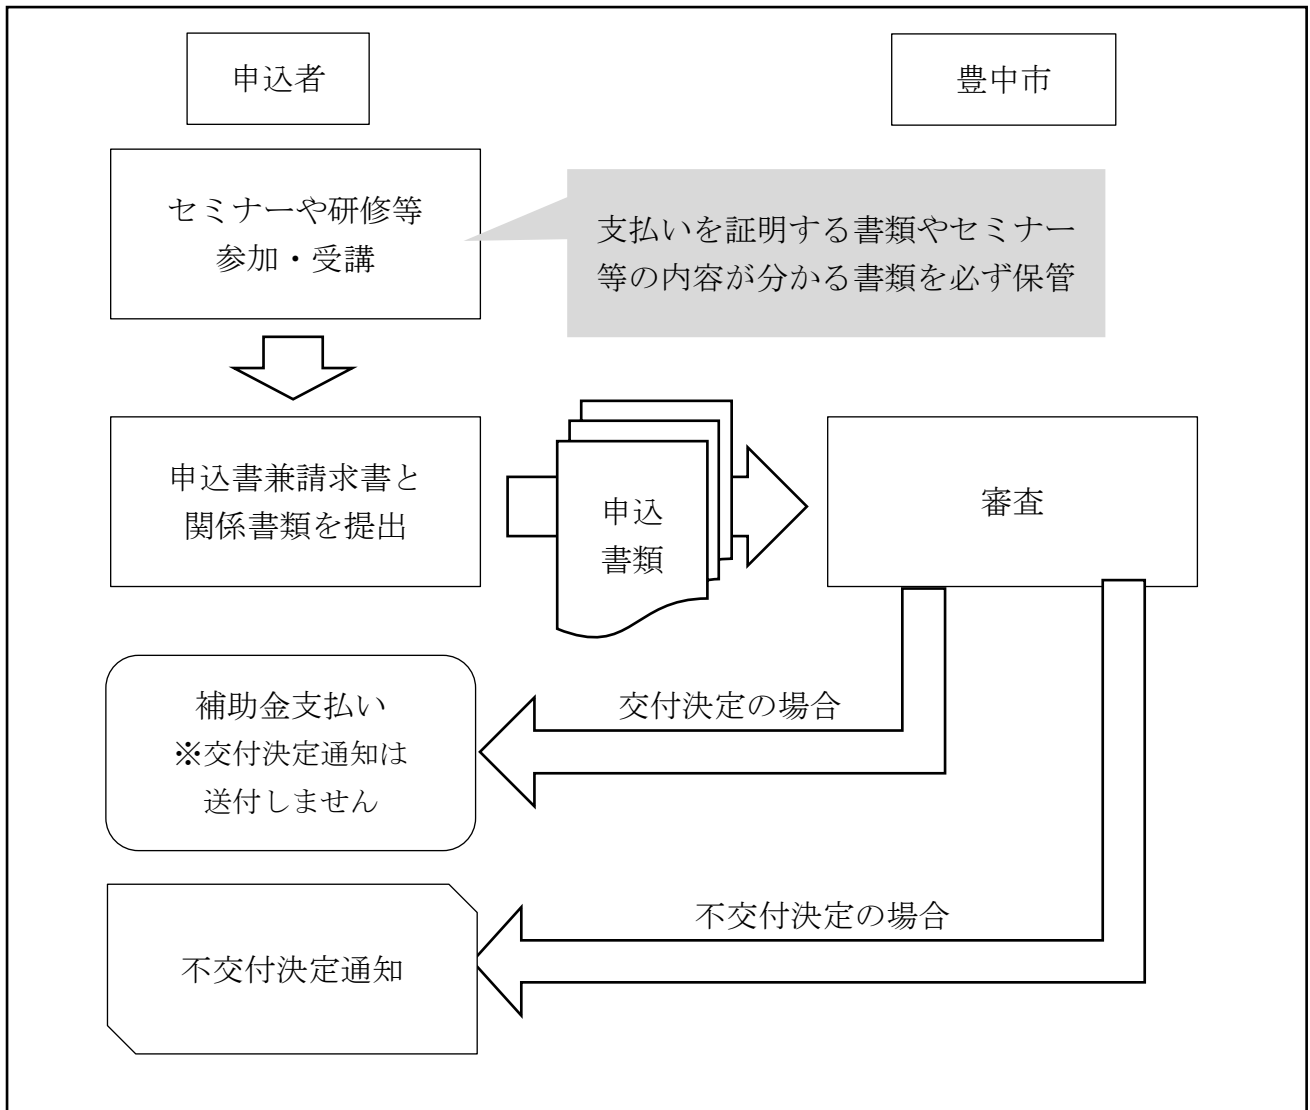 申込者
豊中市
セミナーや研修等
参加・受講
支払いを証明する書類やセミナー
等の内容が分かる書類を必ず保管
申込書兼請求書と
関係書類を提出
申込
書類
審査
交付決定の場合
補助金支払い
※交付決定通知は
送付しません
不交付決定の場合
不交付決定通知